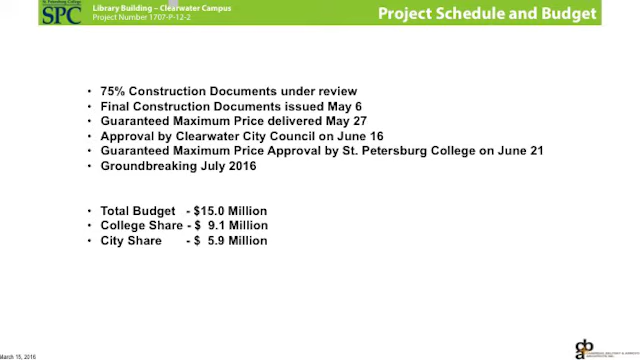 St. Petersburg College
SPC
Library Building – Clearwater Campus
Project Number 1707-P-12-2
Project Schedule and Budget
• 75% Construction Documents under review
• Final Construction Documents issued May 6
• Guaranteed Maximum Price delivered May 27
• Approval by Clearwater City Council on June 16
• Guaranteed Maximum Price Approval by St. Petersburg College on June 21
• Groundbreaking July 2016
• Total Budget - $15.0 Million
• College Share - $ 9.1 Million
• City Share - $ 5.9 Million
March 15, 2016